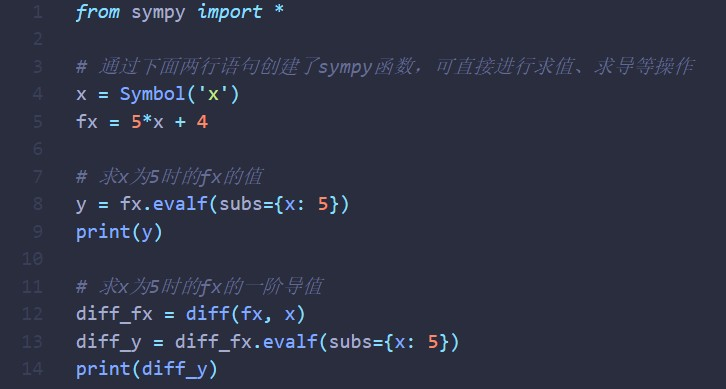 1 from sympy import *
2
3 # 通过下面两行语句创建了sympy函数，可直接进行求值、求导等操作
4 x = Symbol('x')
5 fx = 5*x + 4
6
7 # 求x为5时的fx的值
8 y = fx.evalf(subs={x: 5})
9 print(y)
10
11 # 求x为5时的fx的一阶导值
12 diff_fx = diff(fx, x)
13 diff_y = diff_fx.evalf(subs={x: 5})
14 print(diff_y)